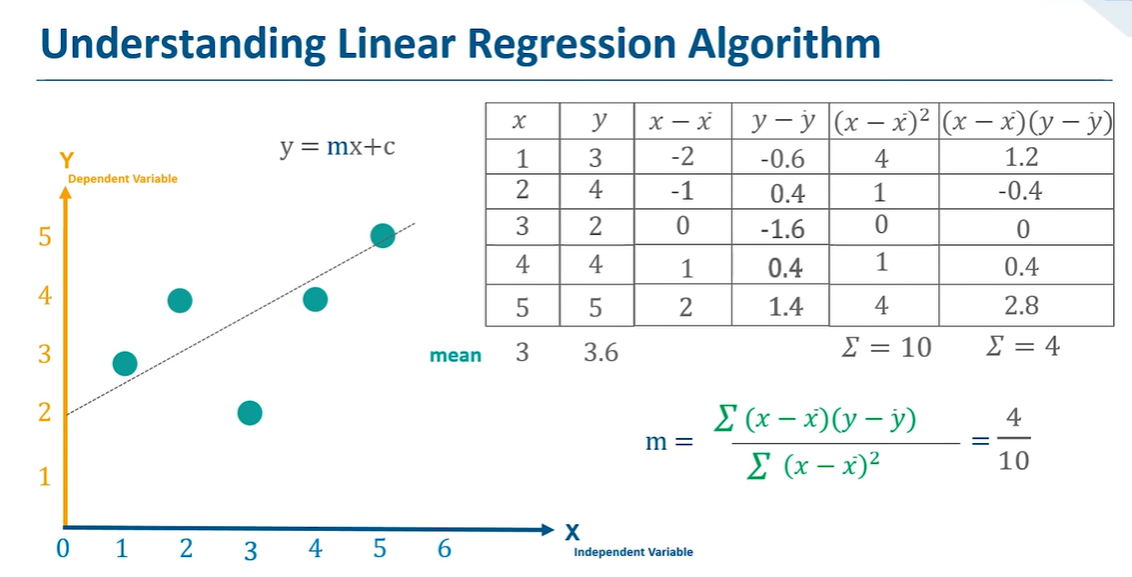 Understanding Linear Regression Algorithm
y = mx+c
Y
Dependent Variable
5
4
3
2
1
0 1 2 3 4 5 6
X
Independent Variable
x y x − ẋ y − ẏ (x − ẋ)² (x − ẋ)(y − ẏ)
1 3 -2 -0.6 4 1.2
2 4 -1 0.4 1 -0.4
3 2 0 -1.6 0 0
4 4 1 0.4 1 0.4
5 5 2 1.4 4 2.8
mean 3 3.6 Σ = 10 Σ = 4
m = Σ (x − ẋ)(y − ẏ) = 4
Σ (x − ẋ)² 10